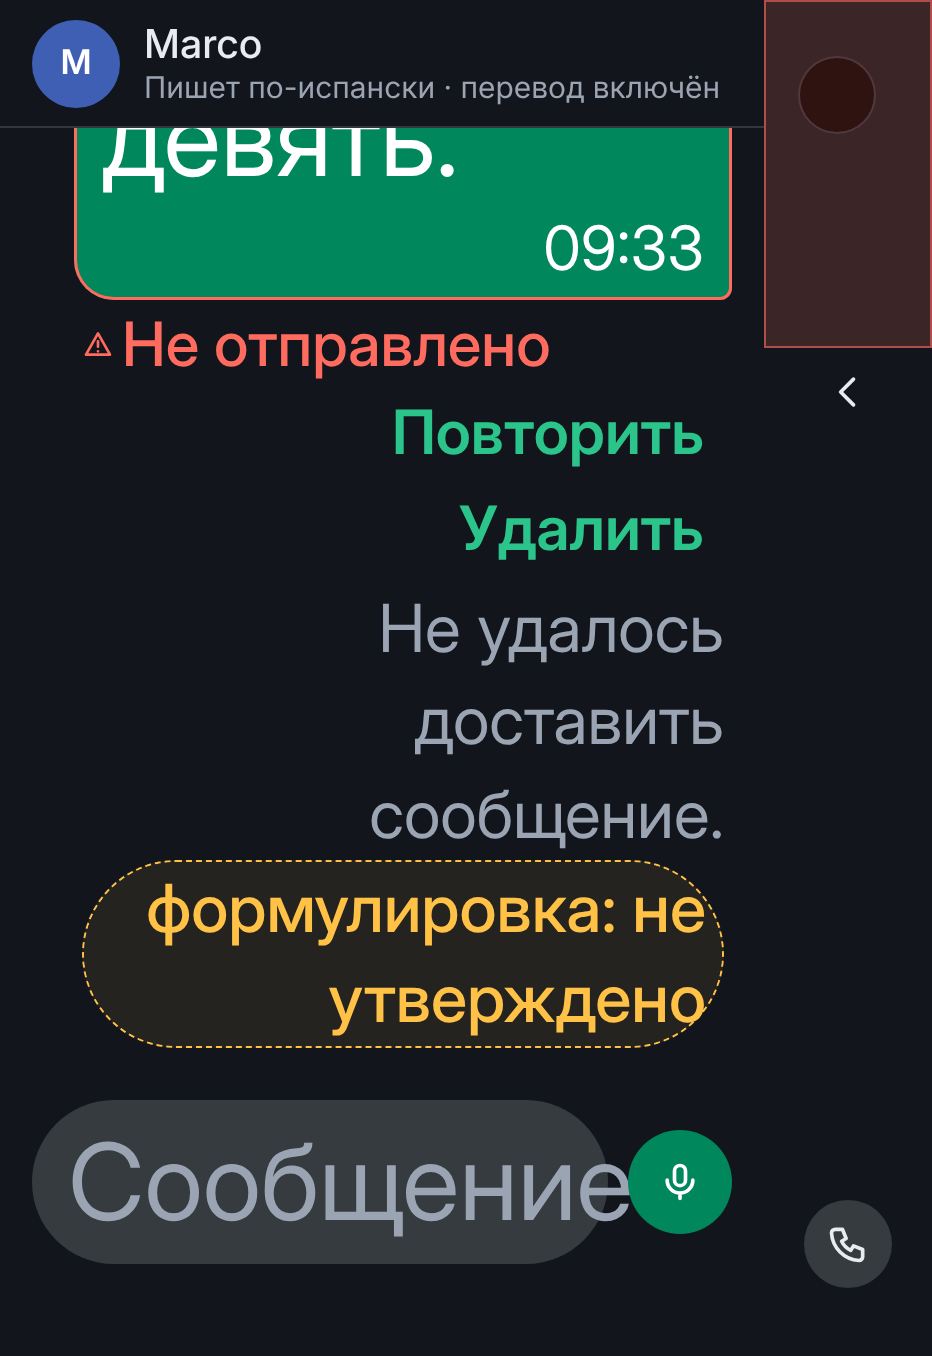 M
Marco
Пишет по-испански · перевод включён
девять.
09:33
Не отправлено
Повторить
Удалить
Не удалось
доставить
сообщение.
формулировка: не
утверждено
Сообщение